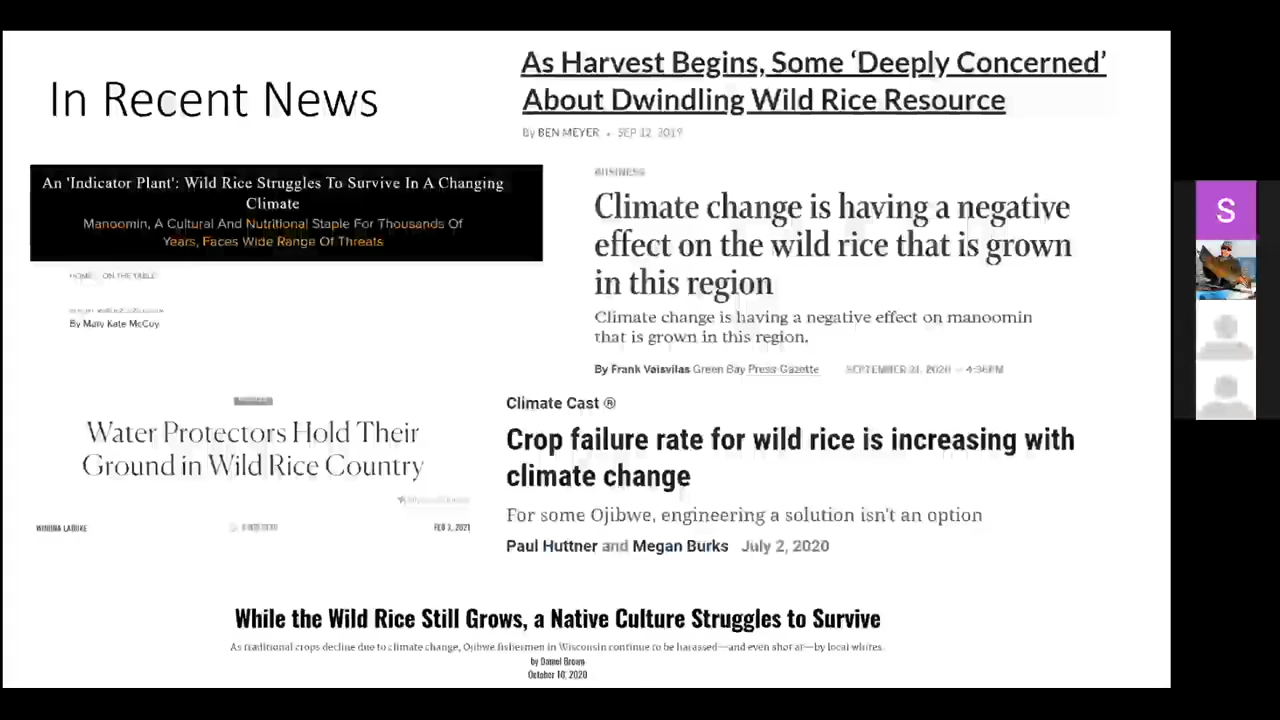 In Recent News
As Harvest Begins, Some ‘Deeply Concerned’
About Dwindling Wild Rice Resource
By BEN MEYER • SEP 12, 2019
An 'Indicator Plant': Wild Rice Struggles To Survive In A Changing
Climate
Manoomin, A Cultural And Nutritional Staple For Thousands Of
Years, Faces Wide Range Of Threats
HOME ON THE TABLE
By Mary Kate McCoy
BUSINESS
Climate change is having a negative
effect on the wild rice that is grown
in this region
Climate change is having a negative effect on manoomin
that is grown in this region.
By Frank Vaisvilas Green Bay Press-Gazette
Water Protectors Hold Their
Ground in Wild Rice Country
WINONA LADUKE
FEB 3, 2021
Climate Cast ®
Crop failure rate for wild rice is increasing with
climate change
For some Ojibwe, engineering a solution isn't an option
Paul Huttner and Megan Burks July 2, 2020
While the Wild Rice Still Grows, a Native Culture Struggles to Survive
As traditional crops decline due to climate change, Ojibwe fishermen in Wisconsin continue to be harassed—and even shot at—by local whites.
by Daniel Brown
October 10, 2020
S